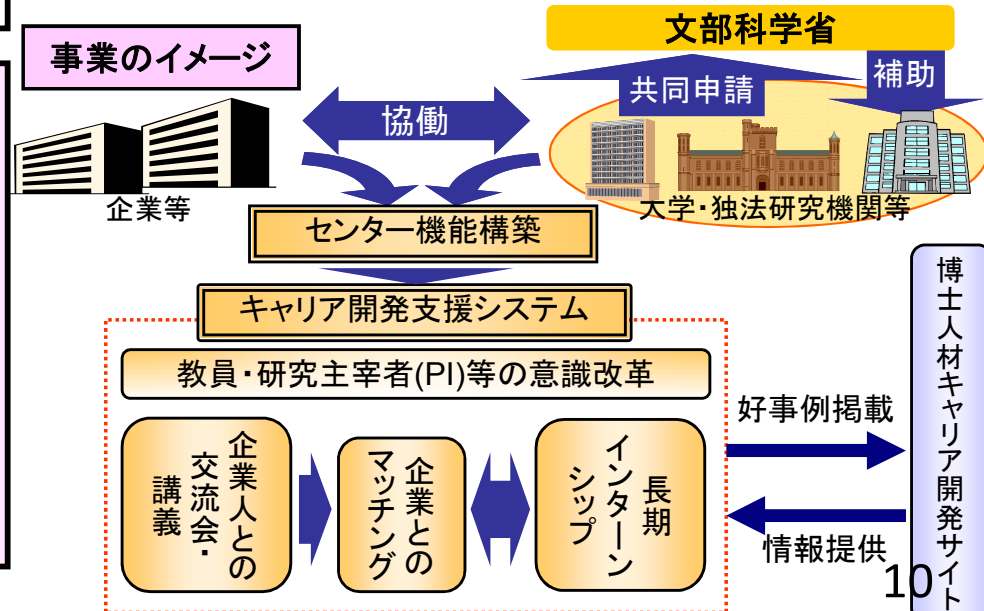 事業のイメージ
文部科学省
共同申請
補助
協働
企業等
大学・独法研究機関等
センター機能構築
キャリア開発支援システム
教員・研究主宰者(PI)等の意識改革
企業人との
交流会・
講義
企業との
マッチング
長期
インターン
シップ
好事例掲載
情報提供
博士人材キャリア開発サイト
10